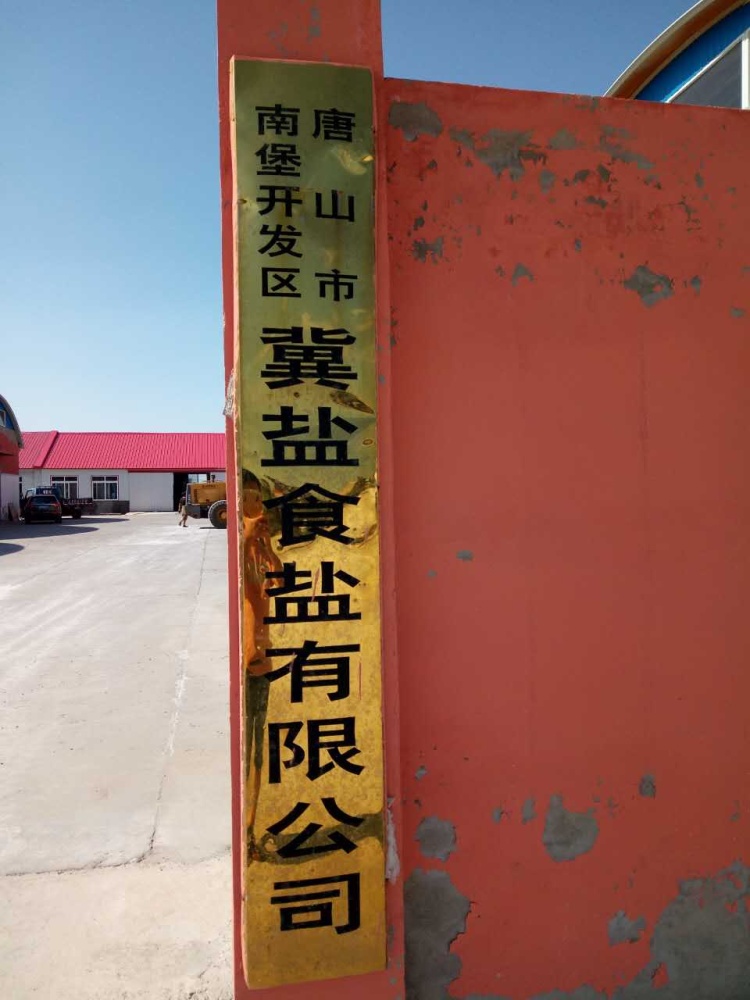 唐山市
南堡开发区
冀盐食盐有限公司